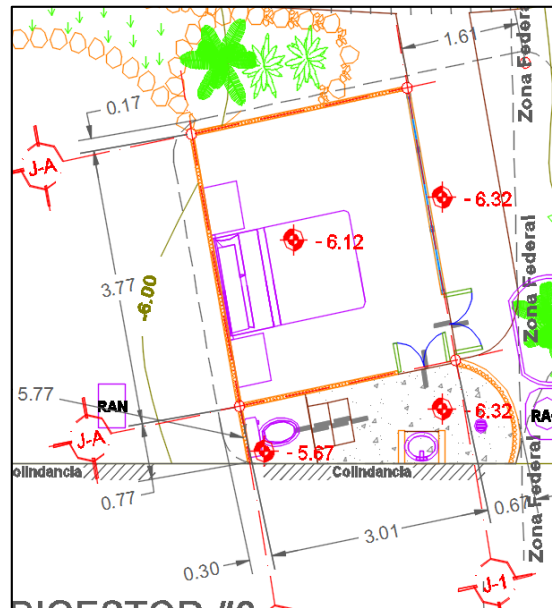 1.61
Zona Federal
0.17
J-A
- 6.32
- 6.12
3.77
-6.00
Zona Federal
5.77
RAN
RA
J-A
- 6.32
- 5.67
olindancia
Colindancia
0.77
0.67
Zona Federal
3.01
0.30
J-1